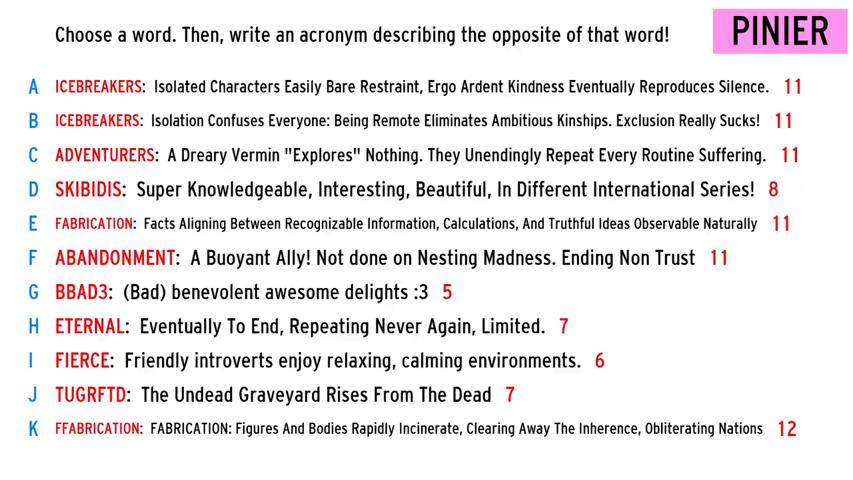 Choose a word. Then, write an acronym describing the opposite of that word!
PINIER
A ICEBREAKERS: Isolated Characters Easily Bare Restraint, Ergo Ardent Kindness Eventually Reproduces Silence. 11
B ICEBREAKERS: Isolation Confuses Everyone: Being Remote Eliminates Ambitious Kinships. Exclusion Really Sucks! 11
C ADVENTURERS: A Dreary Vermin "Explores" Nothing. They Unendingly Repeat Every Routine Suffering. 11
D SKIBIDIS: Super Knowledgeable, Interesting, Beautiful, In Different International Series! 8
E FABRICATION: Facts Aligning Between Recognizable Information, Calculations, And Truthful Ideas Observable Naturally 11
F ABANDONMENT: A Buoyant Ally! Not done on Nesting Madness. Ending Non Trust 11
G BBAD3: (Bad) benevolent awesome delights :3 5
H ETERNAL: Eventually To End, Repeating Never Again, Limited. 7
I FIERCE: Friendly introverts enjoy relaxing, calming environments. 6
J TUGRFTD: The Undead Graveyard Rises From The Dead 7
K FFABRICATION: FABRICATION: Figures And Bodies Rapidly Incinerate, Clearing Away The Inherence, Obliterating Nations 12